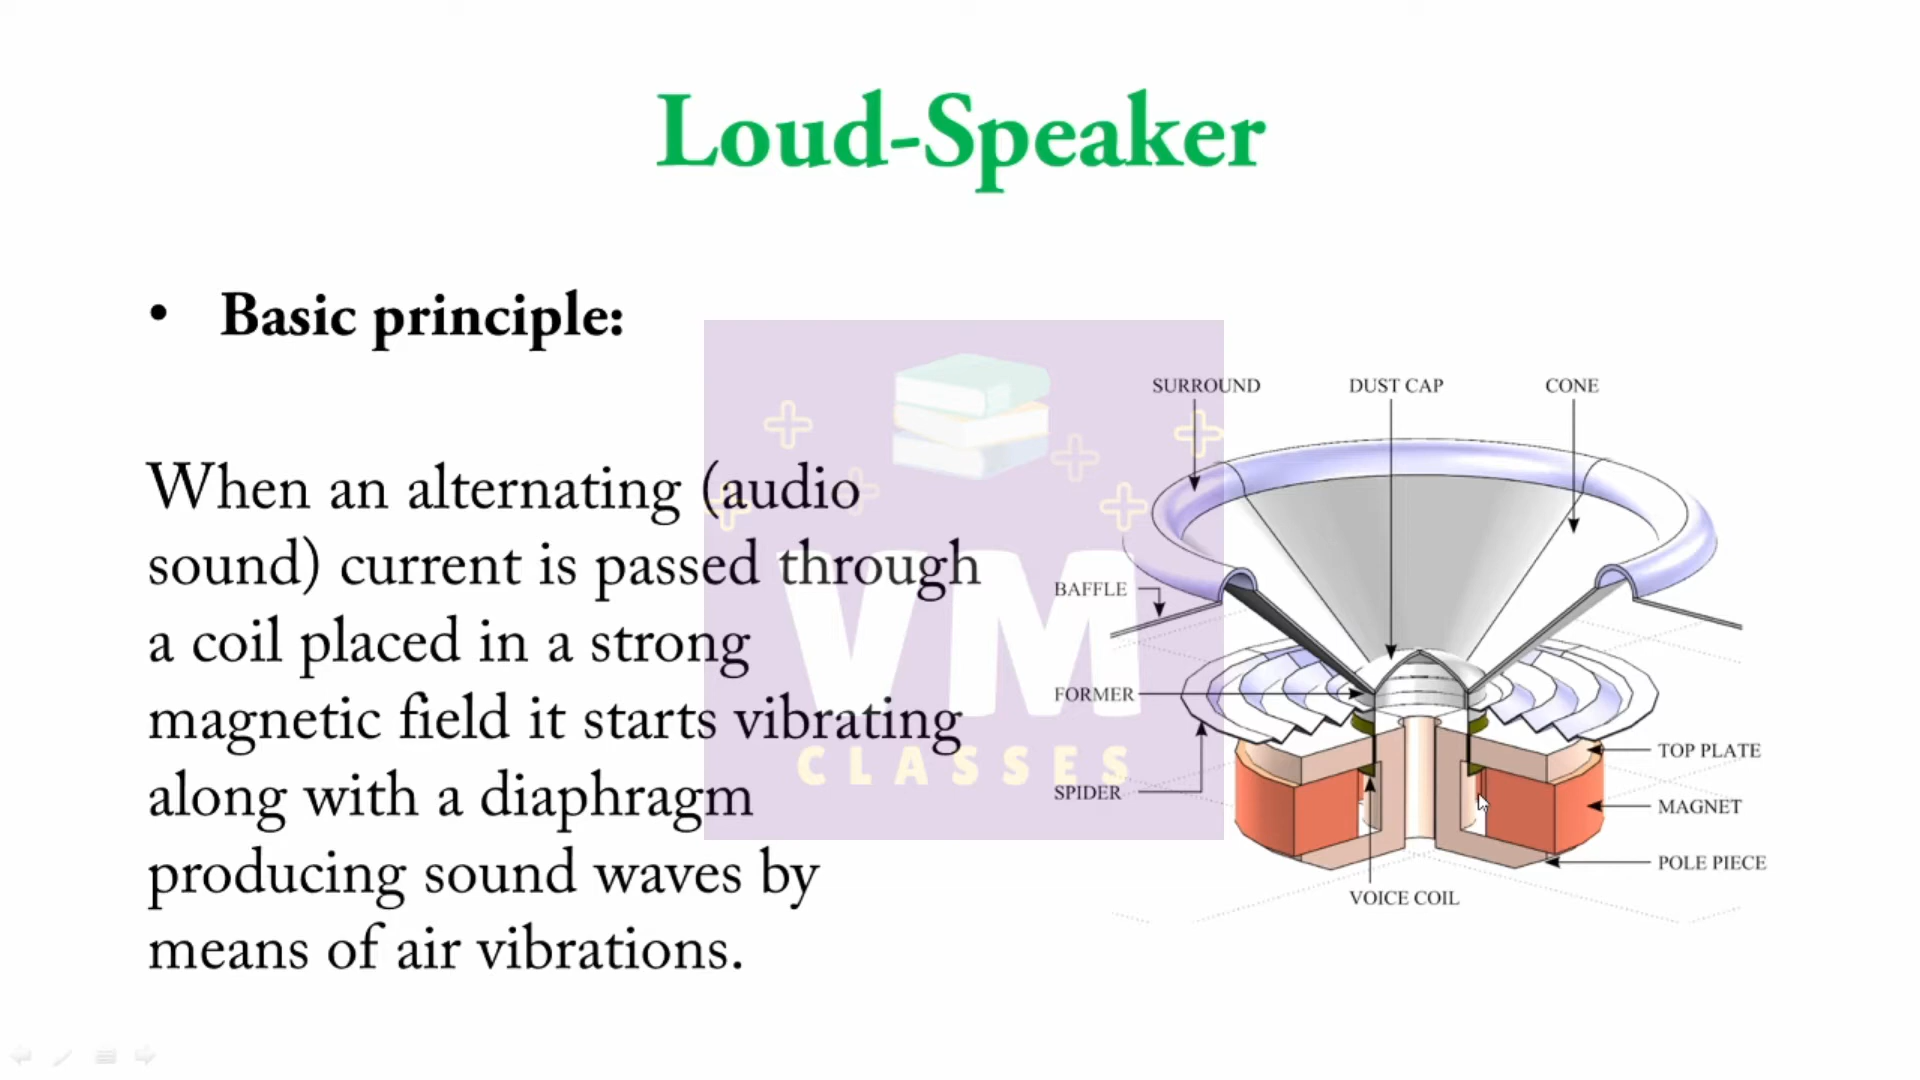 Loud-Speaker
• Basic principle:
When an alternating (audio
sound) current is passed through
a coil placed in a strong
magnetic field it starts vibrating
along with a diaphragm
producing sound waves by
means of air vibrations.
VM
CLASSES
SURROUND
DUST CAP
CONE
BAFFLE
FORMER
SPIDER
TOP PLATE
MAGNET
POLE PIECE
VOICE COIL